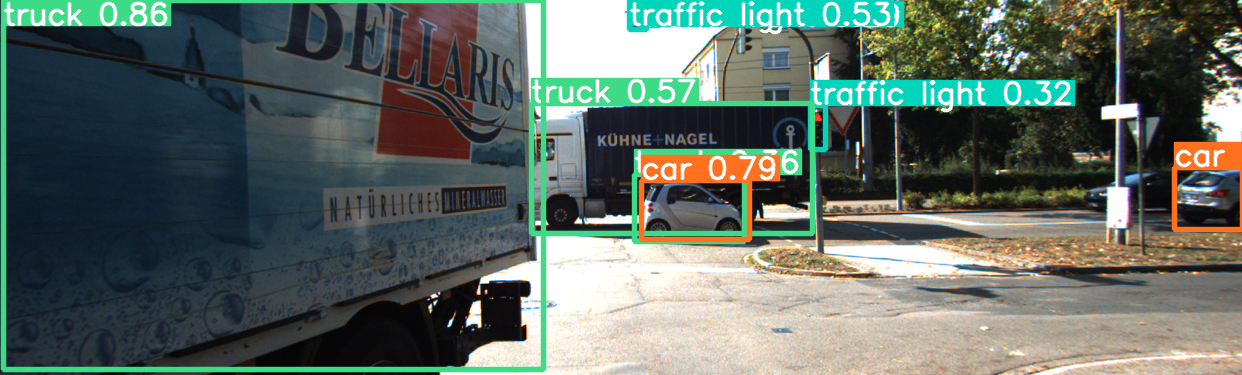 truck 0.86
traffic light 0.53
BELLARIS
truck 0.57
traffic light 0.32
KÜHNE+NAGEL
car 0.79
car
NATÜRLICHES MINERALWASSER